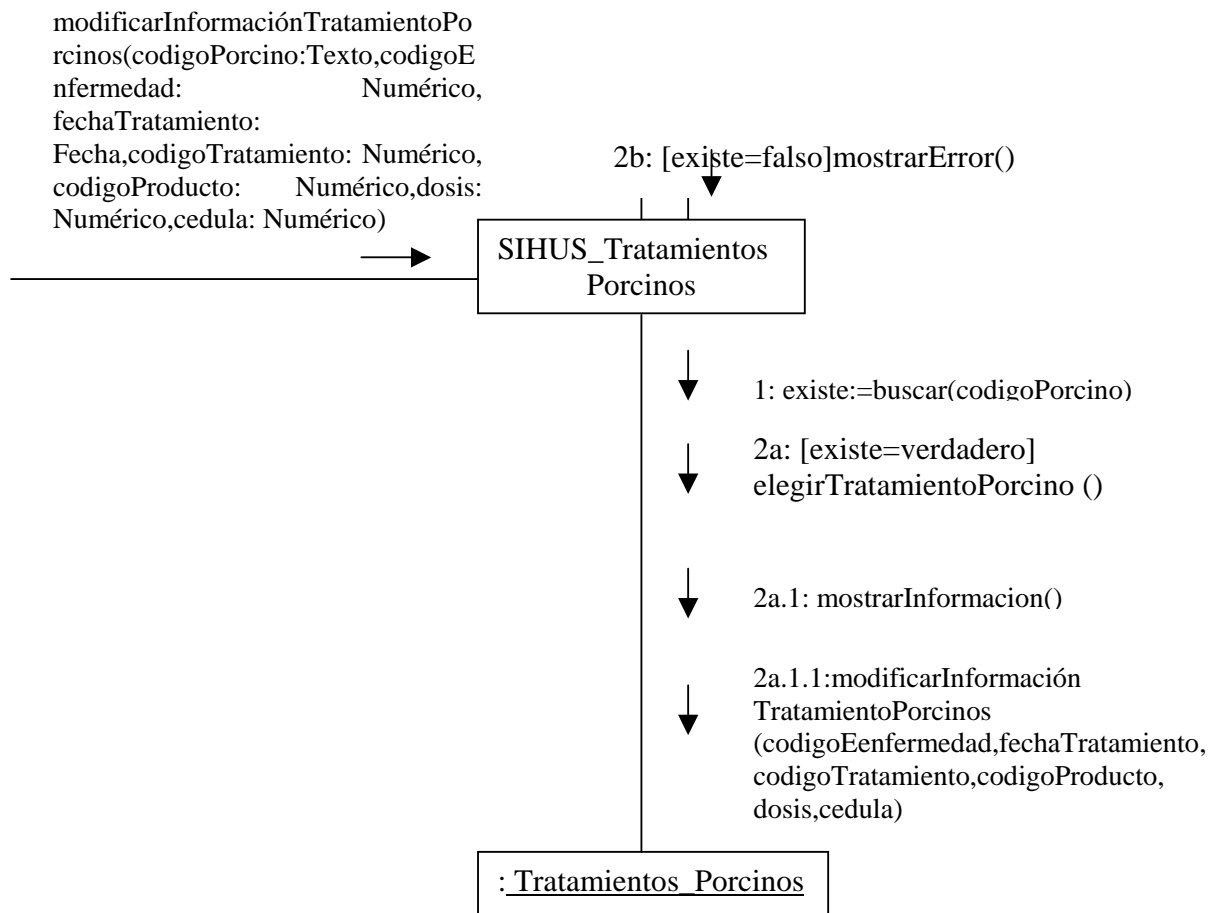 modificarInformaciónTratamientoPo
rcinos(codigoPorcino:Texto,codigoE
nfermedad: Numérico,
fechaTratamiento:
Fecha,codigoTratamiento: Numérico,
codigoProducto: Numérico,dosis:
Numérico,cedula: Numérico)
2b: [existe=falso]mostrarError()
SIHUS_Tratamientos
Porcinos
1: existe:=buscar(codigoPorcino)
2a: [existe=verdadero]
elegirTratamientoPorcino ()
2a.1: mostrarInformacion()
2a.1.1:modificarInformación
TratamientoPorcinos
(codigoEenfermedad,fechaTratamiento,
codigoTratamiento,codigoProducto,
dosis,cedula)
: Tratamientos_Porcinos